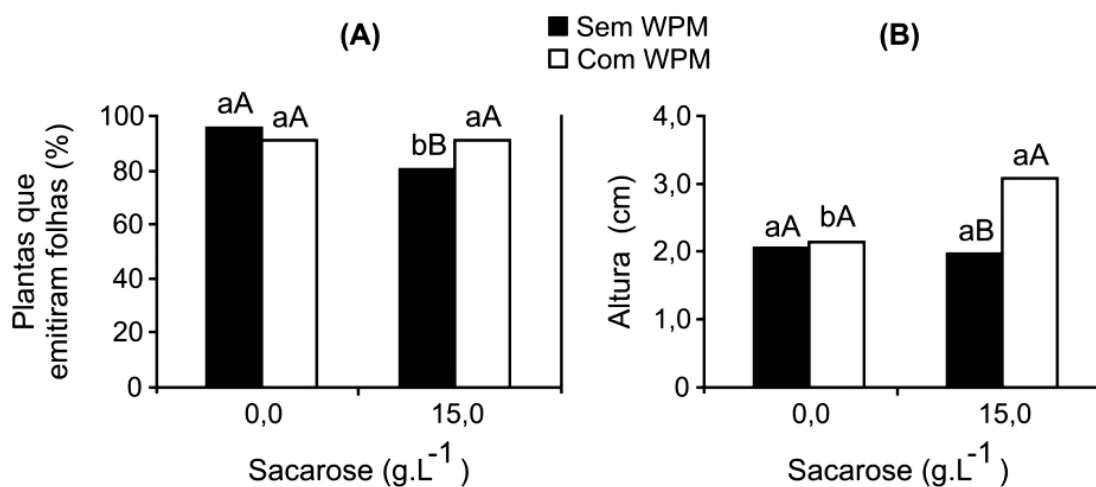 (A)
Sem WPM
Com WPM
(B)
Plantas que
emitiram folhas (%)
100
80
60
40
20
0
aA
aA
bB
aA
0,0
15,0
Sacarose (g.L⁻¹)
Altura (cm)
4,0
3,0
2,0
1,0
0
aA
bA
aB
aA
0,0
15,0
Sacarose (g.L⁻¹)